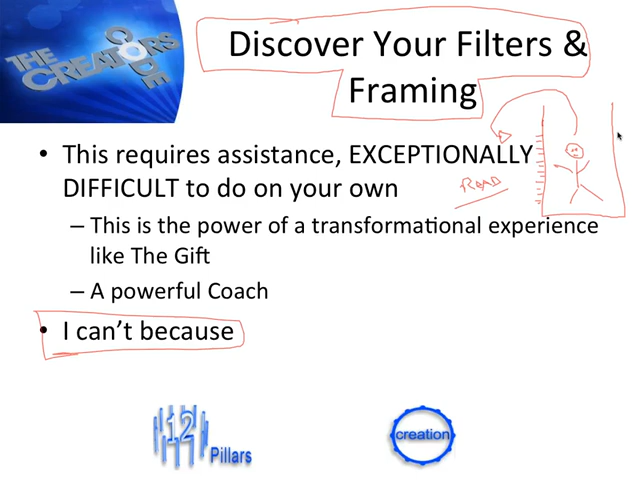 THE CREATORS CODE
Discover Your Filters &
Framing
• This requires assistance, EXCEPTIONALLY
DIFFICULT to do on your own
READ
– This is the power of a transformational experience
like The Gift
– A powerful Coach
• I can't because
12 Pillars
creation